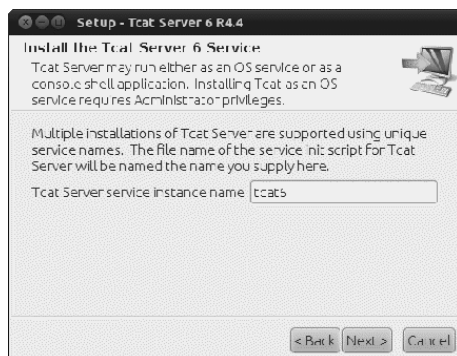 Setup - Tcat Server 6 R4.4
Install the Tcat Server 6 Service
Tcat Server may run either as an OS service or as a
console shell application. Installing Tcat as an OS
service requires Administrator privileges.
Multiple installations of Tcat Server are supported using unique
service names. The file name of the service init script for Tcat
Server will be named the name you supply here.
Tcat Server service instance name tcat6
< Back Next > Cancel